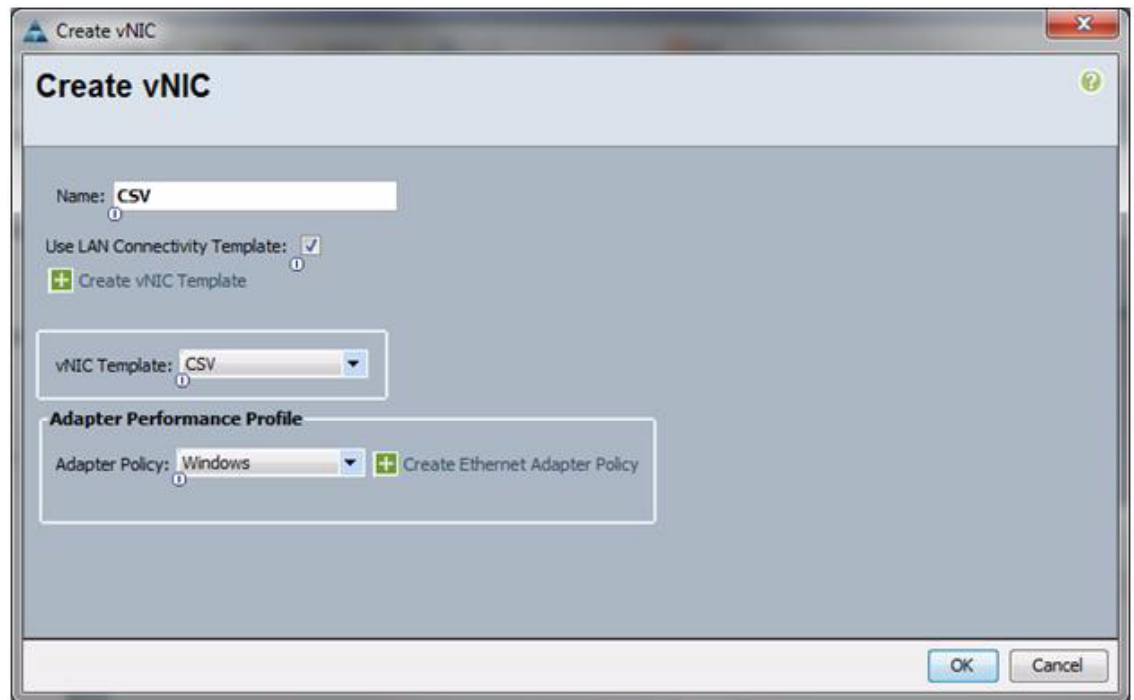 Create vNIC
Create vNIC
Name: CSV
Use LAN Connectivity Template:
Create vNIC Template
vNIC Template: CSV
Adapter Performance Profile
Adapter Policy: Windows Create Ethernet Adapter Policy
OK Cancel